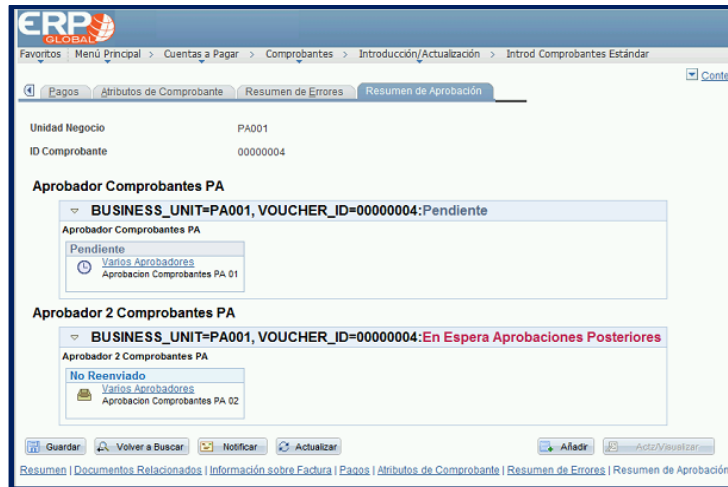 ERP
GLOBAL
Favoritos Menú Principal > Cuentas a Pagar > Comprobantes > Introducción/Actualización > Introd Comprobantes Estándar
Conte
Pagos Atributos de Comprobante Resumen de Errores Resumen de Aprobación
Unidad Negocio PA001
ID Comprobante 00000004
Aprobador Comprobantes PA
BUSINESS_UNIT=PA001, VOUCHER_ID=00000004:Pendiente
Aprobador Comprobantes PA
Pendiente
Varios Aprobadores
Aprobacion Comprobantes PA 01
Aprobador 2 Comprobantes PA
BUSINESS_UNIT=PA001, VOUCHER_ID=00000004:En Espera Aprobaciones Posteriores
Aprobador 2 Comprobantes PA
No Reenviado
Varios Aprobadores
Aprobacion Comprobantes PA 02
Guardar Volver a Buscar Notificar Actualizar Añadir Actz/Visualizar
Resumen | Documentos Relacionados | Información sobre Factura | Pagos | Atributos de Comprobante | Resumen de Errores | Resumen de Aprobación